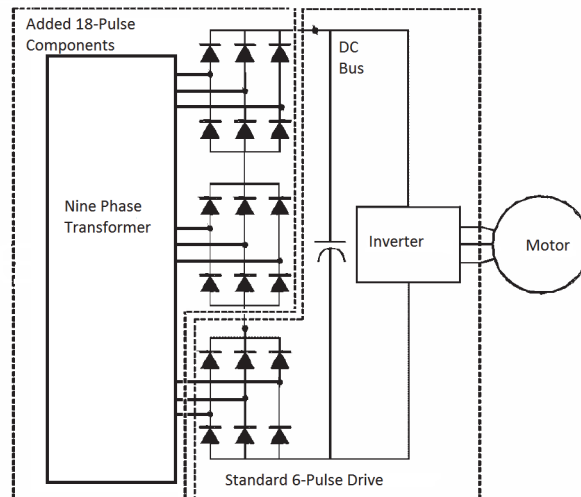 Added 18-Pulse
Components
DC
Bus
Nine Phase
Transformer
Inverter
Motor
Standard 6-Pulse Drive